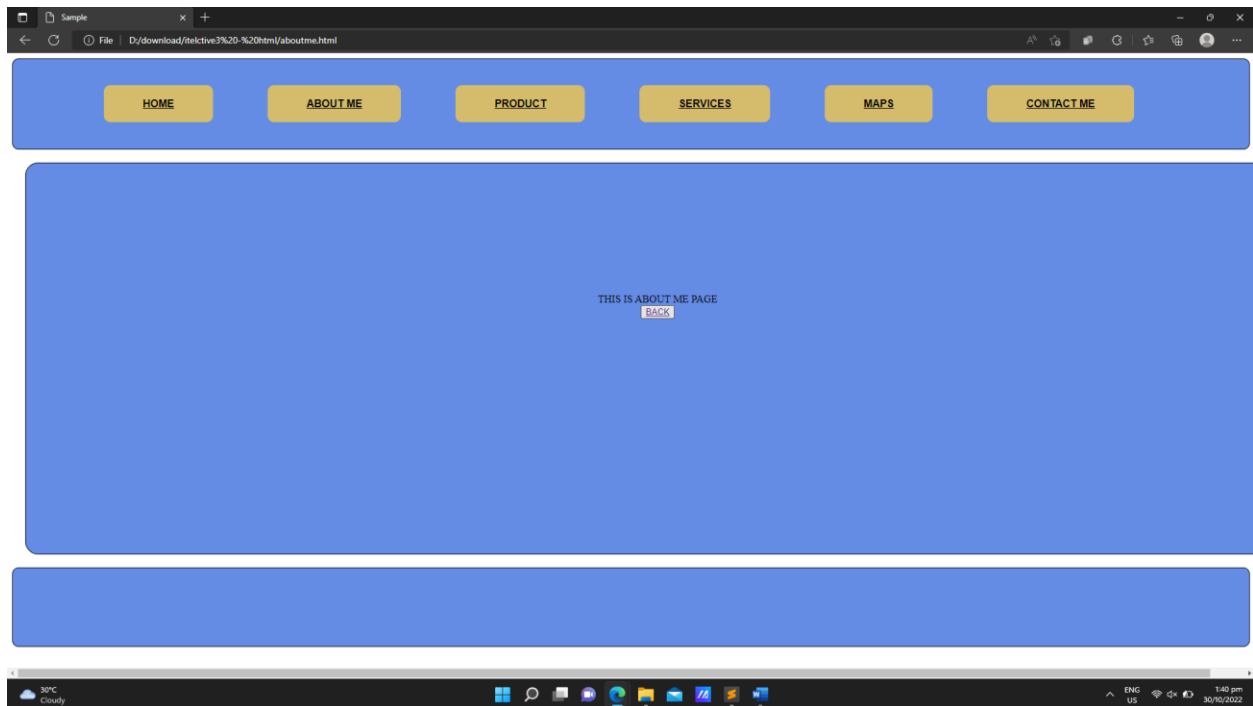 Sample
File D:/download/itelctive3%20-%20html/aboutme.html
HOME ABOUT ME PRODUCT SERVICES MAPS CONTACT ME
THIS IS ABOUT ME PAGE
BACK
30°C
Cloudy
ENG
US
1:40 pm
30/10/2022